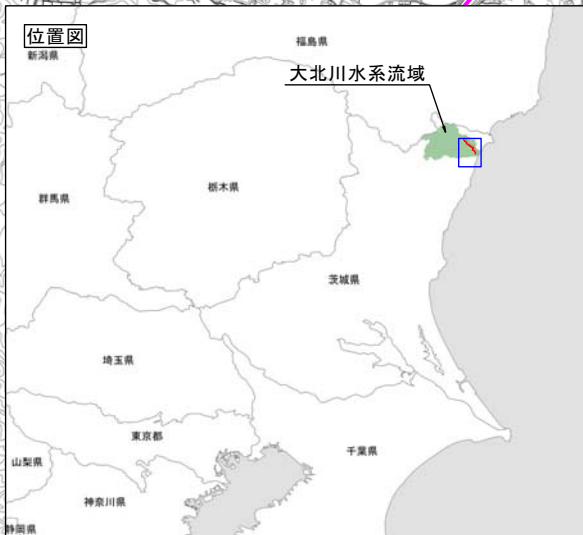 位置図
新潟県
福島県
大北川水系流域
群馬県
栃木県
茨城県
埼玉県
東京都
千葉県
山梨県
神奈川県
静岡県